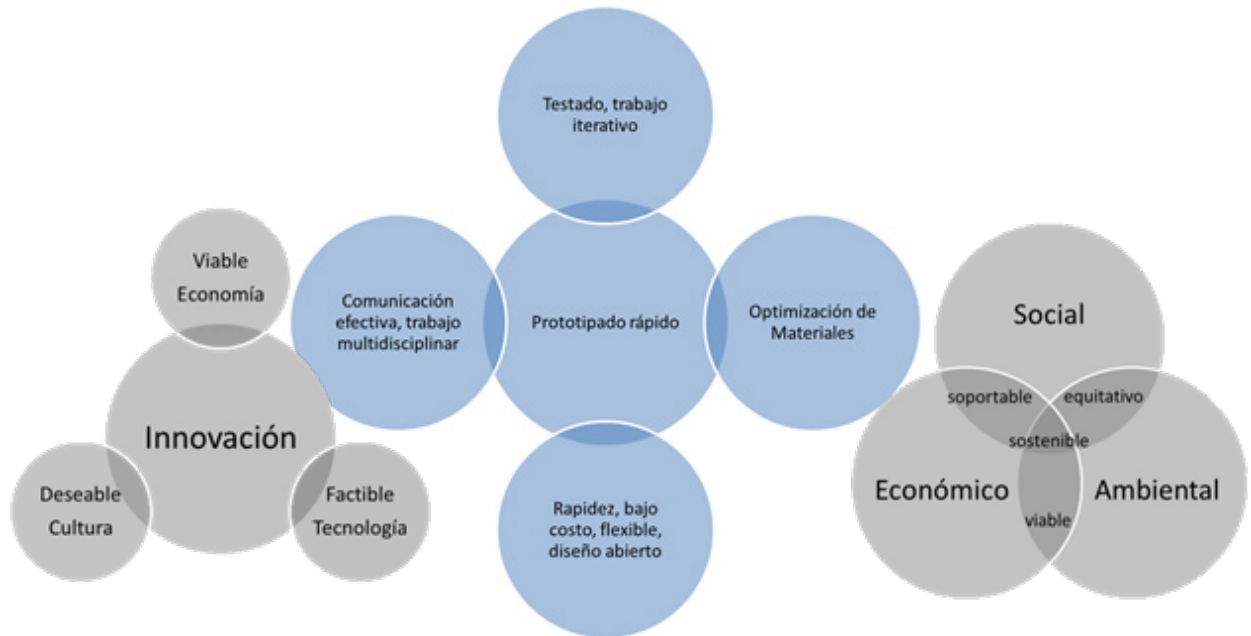 Testado, trabajo
iterativo
Viable
Economía
Innovación
Deseable
Cultura
Factible
Tecnología
Comunicación
efectiva, trabajo
multidisciplinar
Prototipado rápido
Optimización de
Materiales
Rapidez, bajo
costo, flexible,
diseño abierto
Social
soportable
equitativo
sostenible
Económico
Ambiental
viable